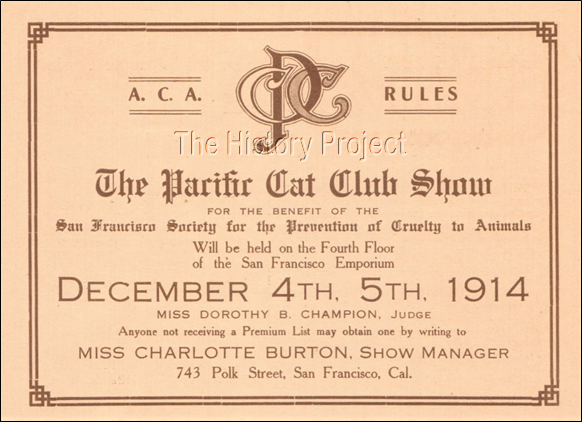 PCC
A. C. A. RULES
The History Project
The Pacific Cat Club Show
FOR THE BENEFIT OF THE
San Francisco Society for the Prevention of Cruelty to Animals
Will be held on the Fourth Floor
of the San Francisco Emporium
DECEMBER 4TH, 5TH, 1914
MISS DOROTHY B. CHAMPION, JUDGE
Anyone not receiving a Premium List may obtain one by writing to
MISS CHARLOTTE BURTON, SHOW MANAGER
743 Polk Street, San Francisco, Cal.